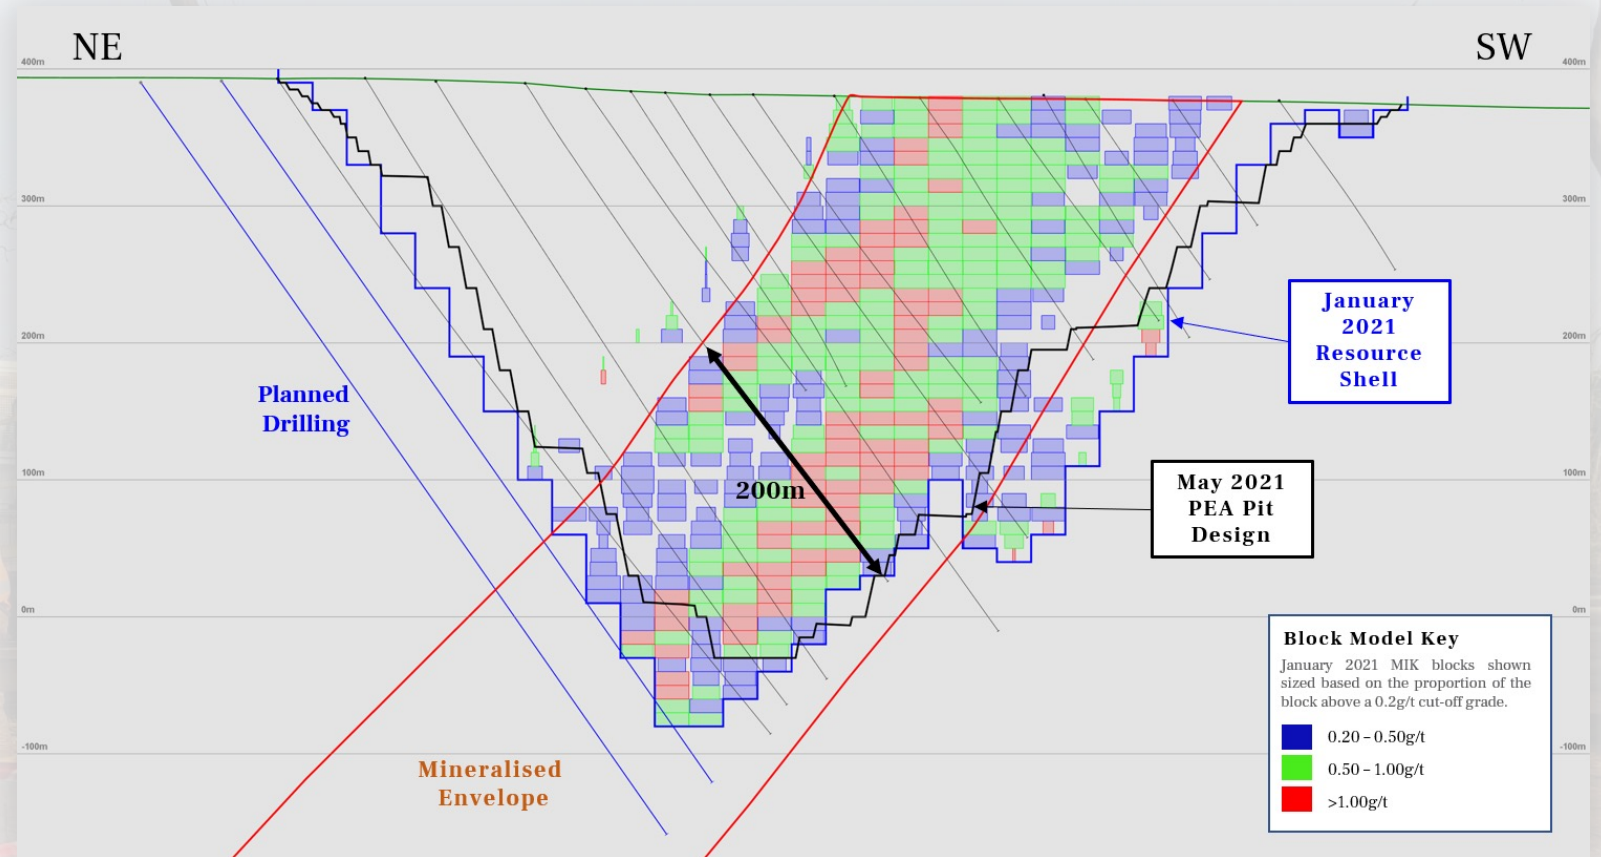 NE
SW
400m
400m
300m
300m
200m
200m
January
2021
Resource
Shell
Planned
Drilling
100m
100m
200m
May 2021
PEA Pit
Design
0m
0m
Block Model Key
January 2021 MIK blocks shown
sized based on the proportion of the
block above a 0.2g/t cut-off grade.
0.20 – 0.50g/t
0.50 – 1.00g/t
>1.00g/t
-100m
-100m
Mineralised
Envelope